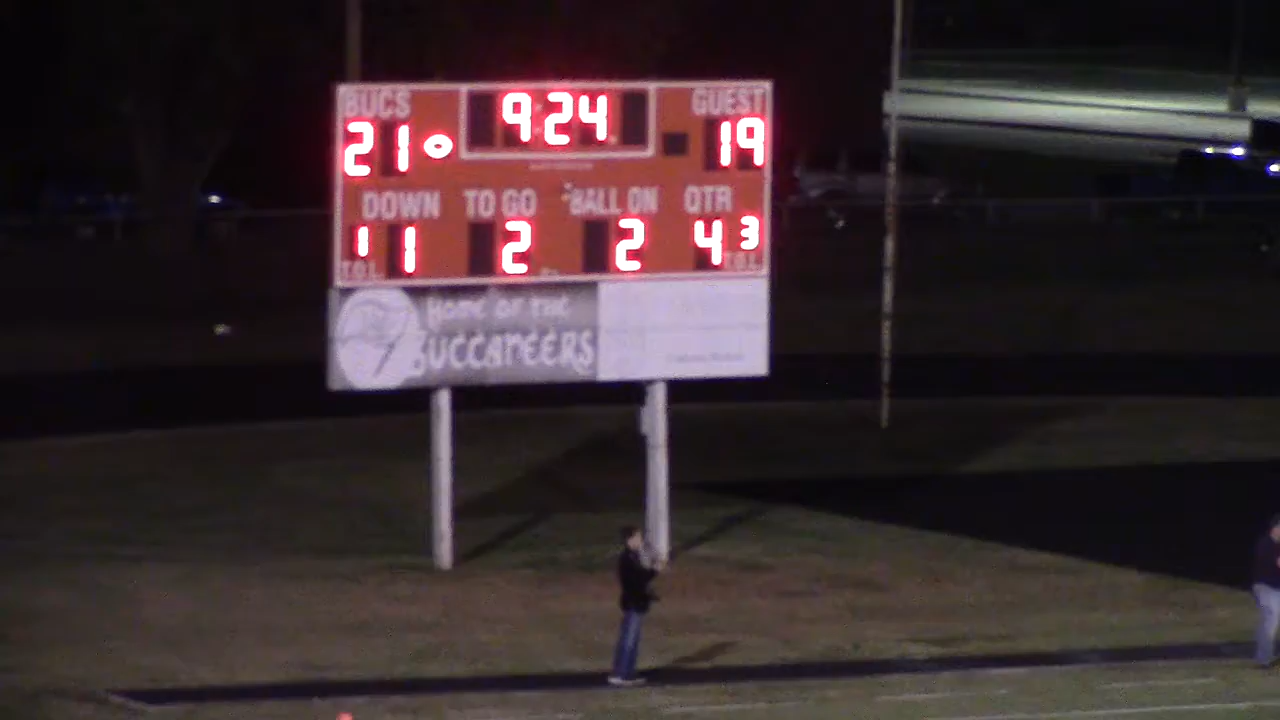 BUCS 9:24 GUEST
21 19
DOWN TO GO BALL ON QTR
1 1 2 2 4 3
T.O.L. T.O.L.
HOME OF THE
BUCCANEERS